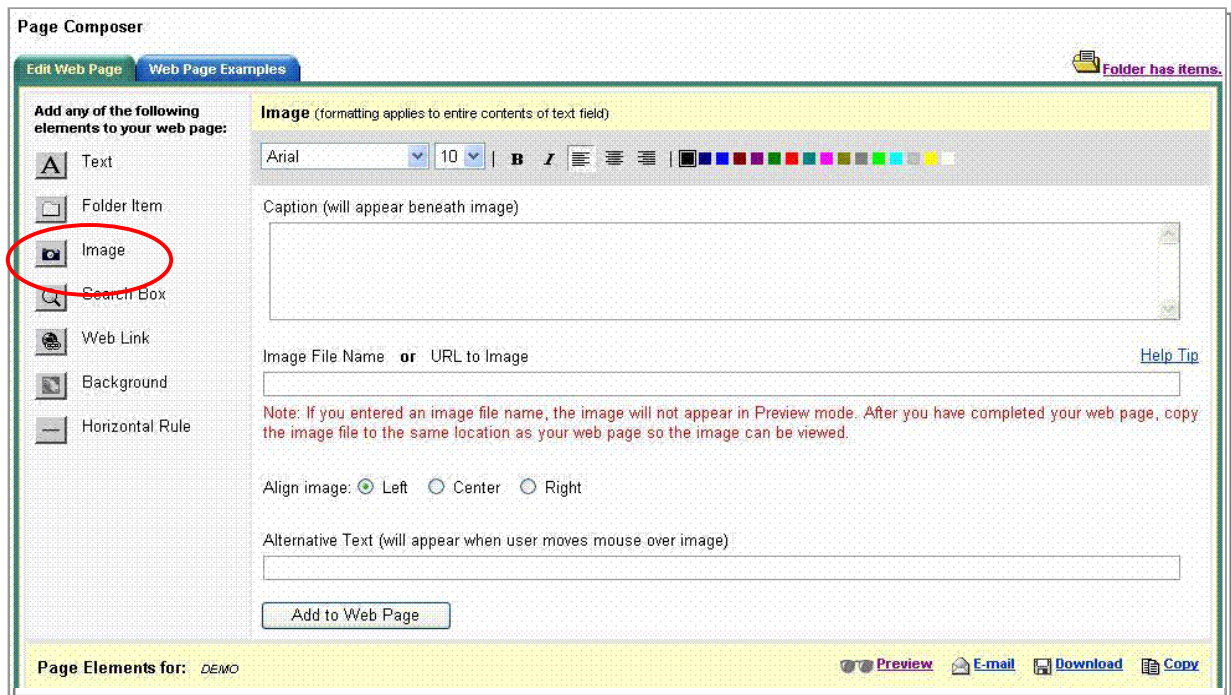 Page Composer
Edit Web Page
Web Page Examples
Folder has items.
Add any of the following
elements to your web page:
Text
Folder Item
Image
Search Box
Web Link
Background
Horizontal Rule
Image (formatting applies to entire contents of text field)
Arial 10 | B I |
Caption (will appear beneath image)
Image File Name or URL to Image
Help Tip
Note: If you entered an image file name, the image will not appear in Preview mode. After you have completed your web page, copy
the image file to the same location as your web page so the image can be viewed.
Align image: Left Center Right
Alternative Text (will appear when user moves mouse over image)
Add to Web Page
Page Elements for: DEMO
Preview E-mail Download Copy